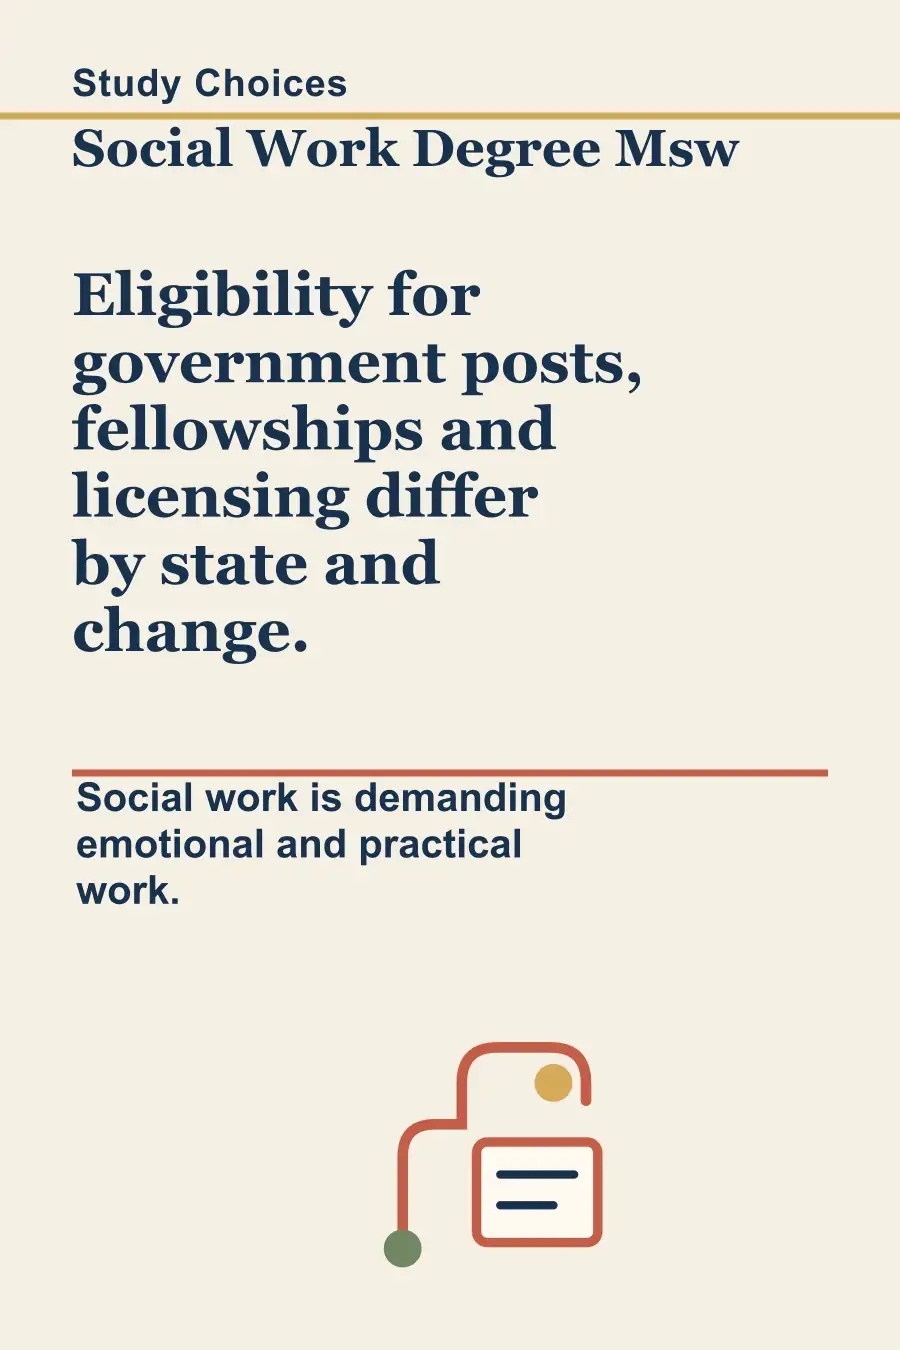 Study Choices
Social Work Degree Msw
Eligibility for
government posts,
fellowships and
licensing differ
by state and
change.
Social work is demanding
emotional and practical
work.